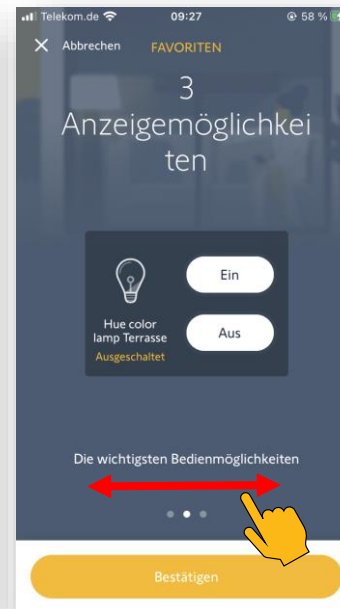 Telekom.de 09:27 58 %
Abbrechen FAVORITEN
3
Anzeigemöglichkei
ten
Ein
Hue color
lamp Terrasse
Aus
Ausgeschaltet
Die wichtigsten Bedienmöglichkeiten
Bestätigen